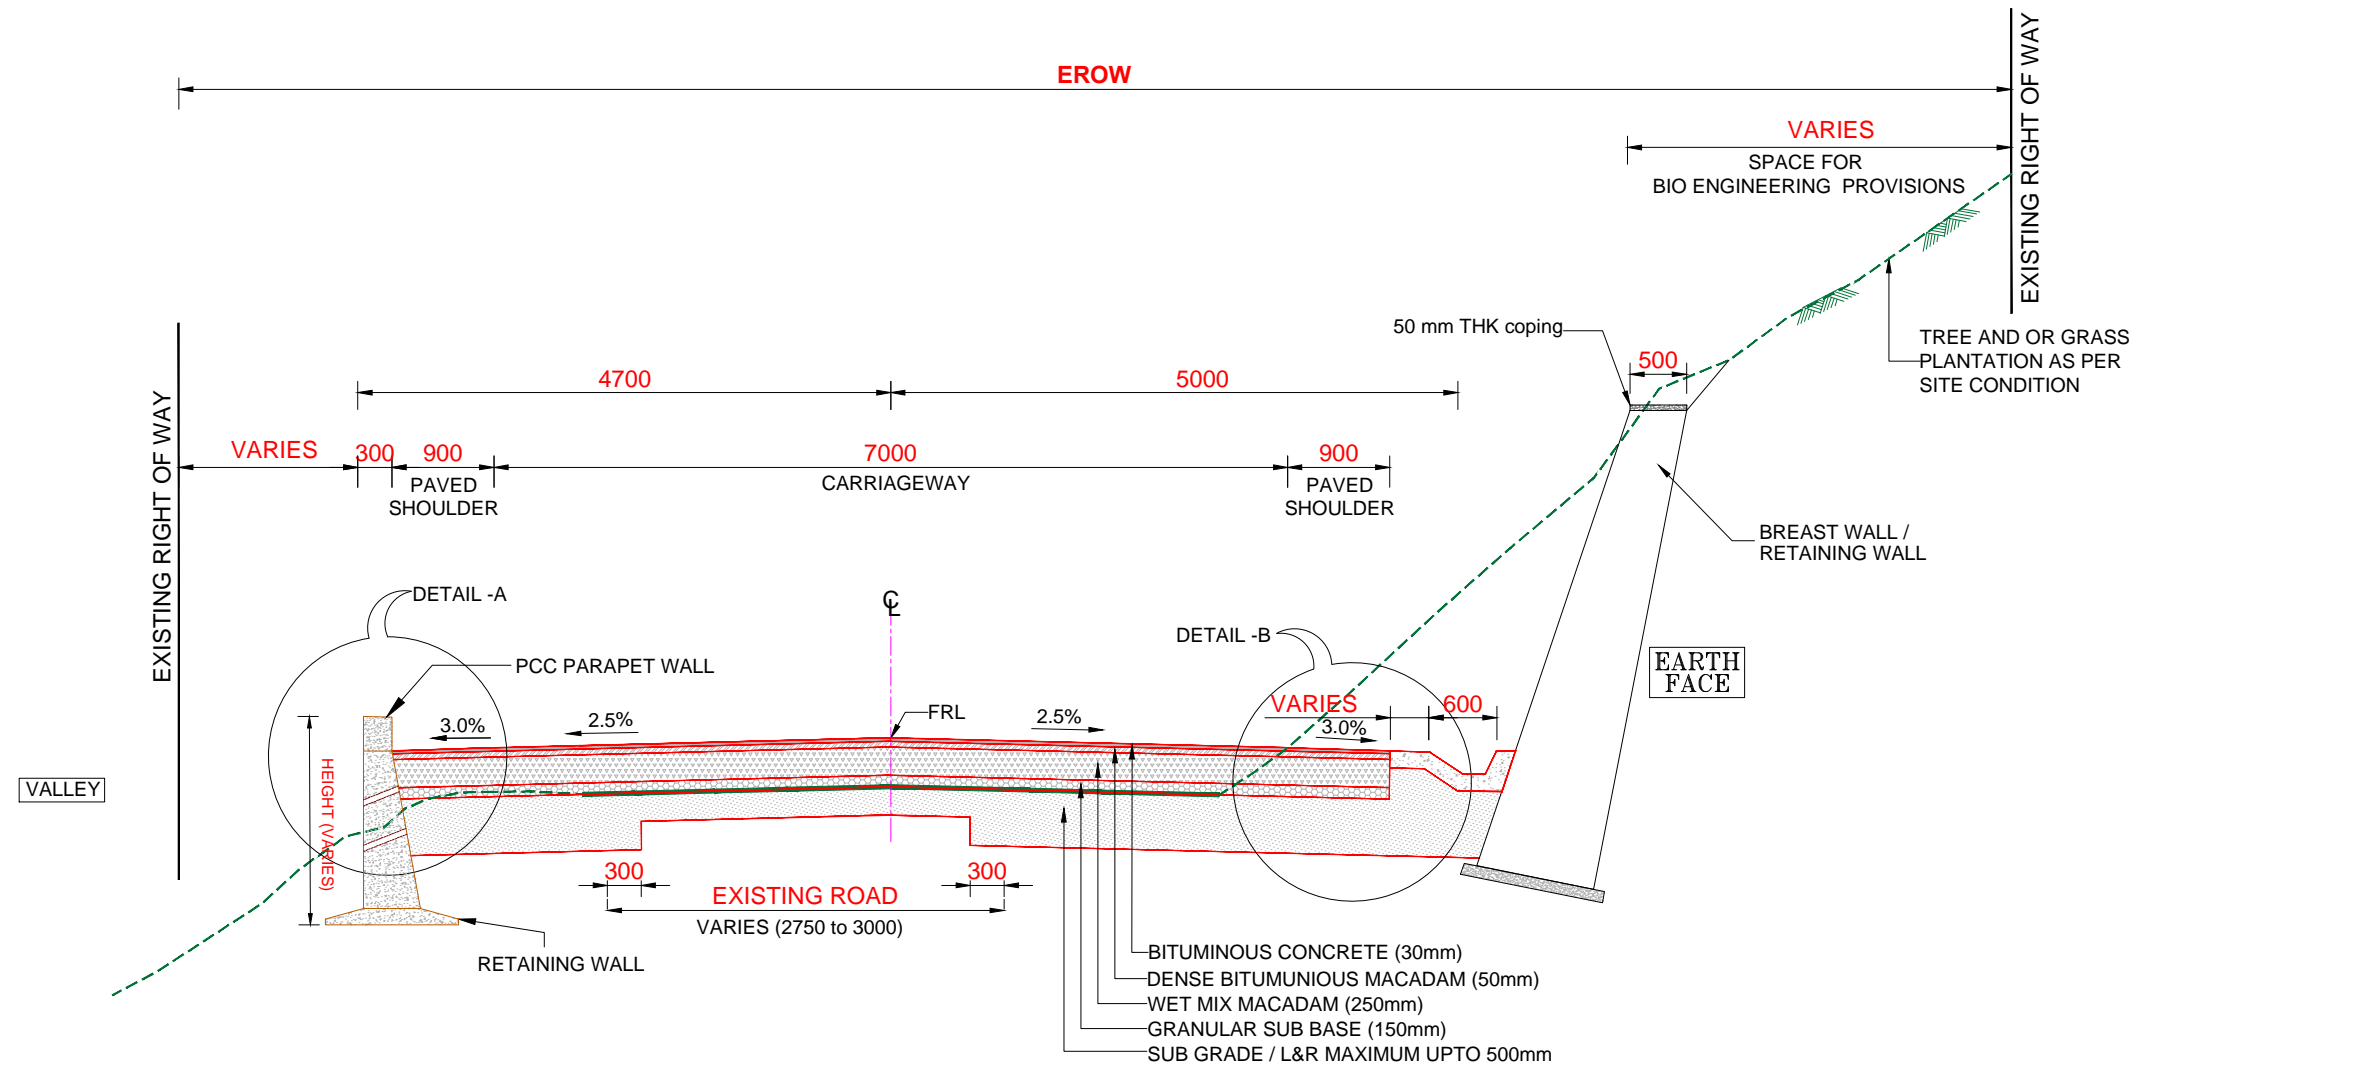 EROW
EXISTING RIGHT OF WAY
VARIES
SPACE FOR
BIO ENGINEERING PROVISIONS
50 mm THK coping
TREE AND OR GRASS
PLANTATION AS PER
SITE CONDITION
500
4700
5000
EXISTING RIGHT OF WAY
VARIES
300
900
7000
900
PAVED
SHOULDER
CARRIAGEWAY
PAVED
SHOULDER
BREAST WALL /
RETAINING WALL
DETAIL -A
CL
DETAIL -B
PCC PARAPET WALL
EARTH
FACE
VARIES
600
FRL
3.0%
2.5%
2.5%
3.0%
VALLEY
HEIGHT (VARIES)
300
300
EXISTING ROAD
VARIES (2750 to 3000)
RETAINING WALL
BITUMINOUS CONCRETE (30mm)
DENSE BITUMUNIOUS MACADAM (50mm)
WET MIX MACADAM (250mm)
GRANULAR SUB BASE (150mm)
SUB GRADE / L&R MAXIMUM UPTO 500mm